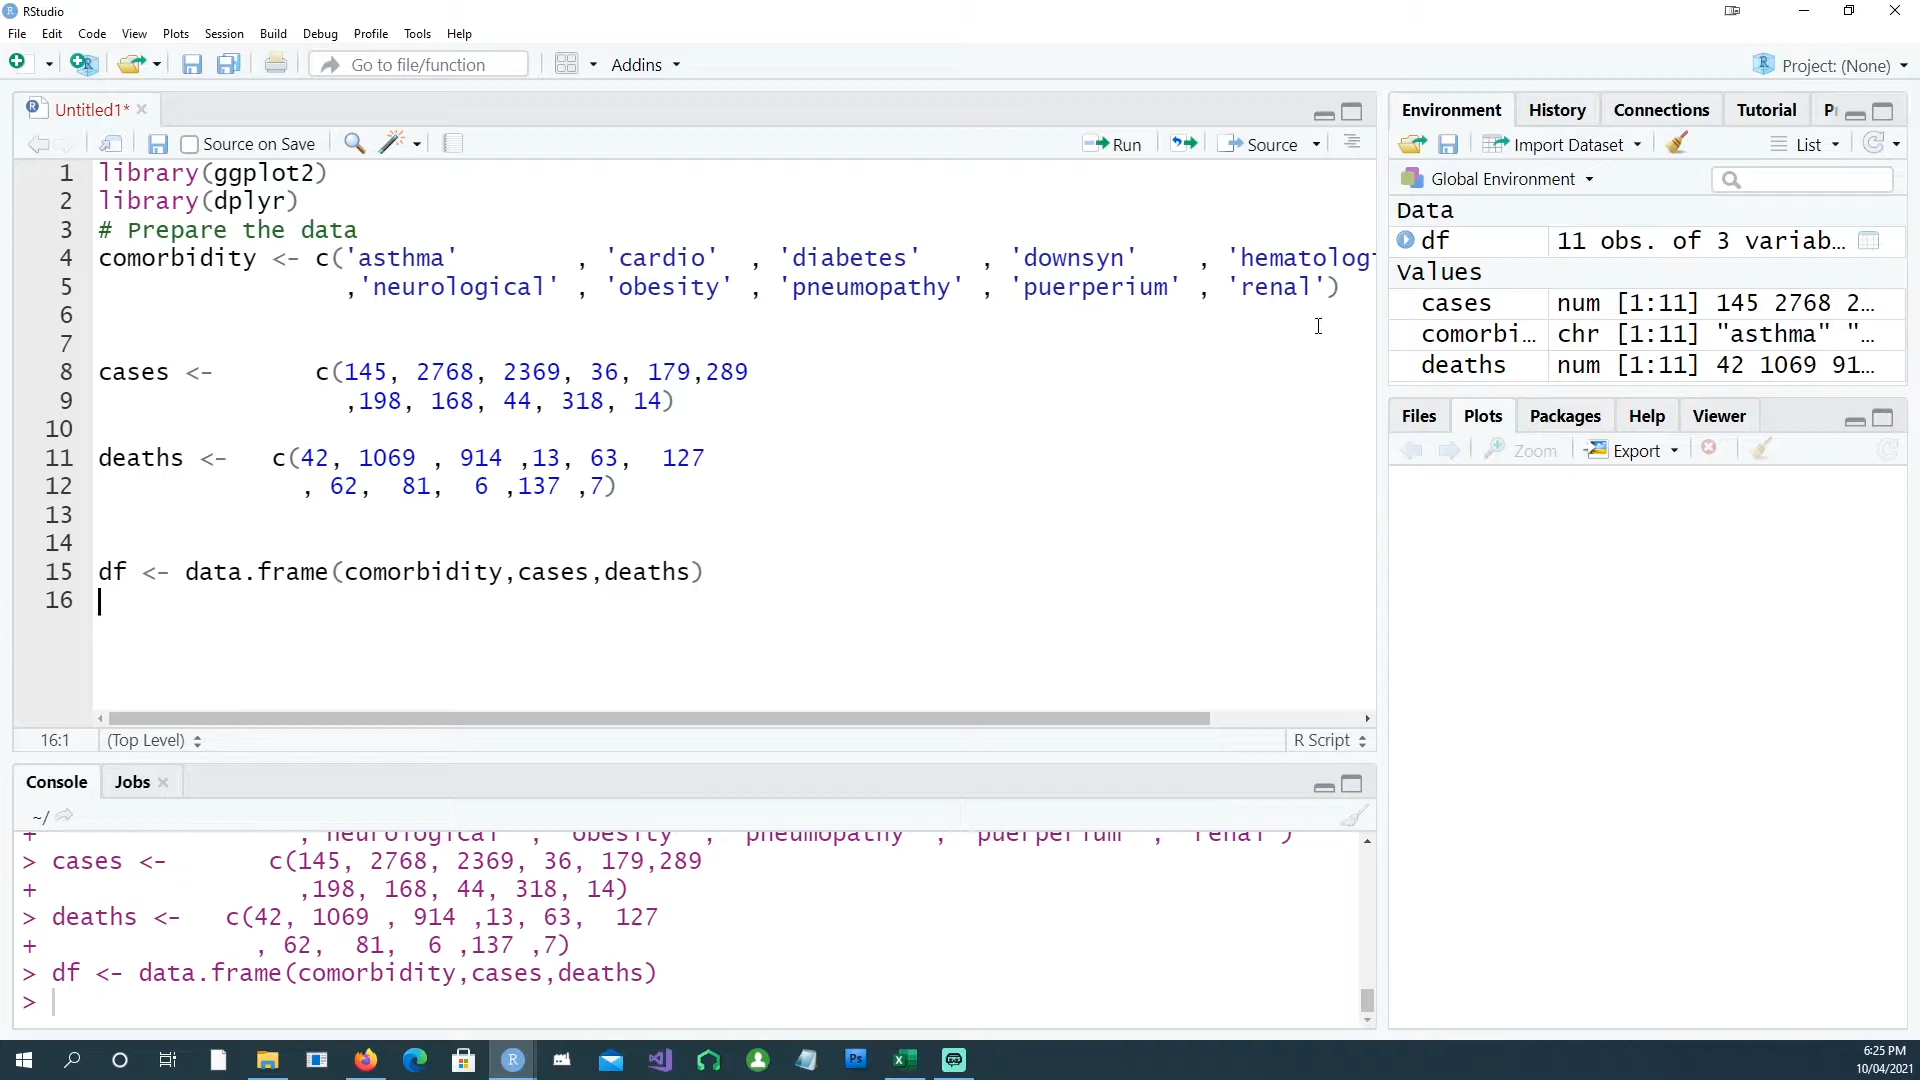 RStudio
File Edit Code View Plots Session Build Debug Profile Tools Help
Go to file/function Addins Project: (None)
Untitled1*
Source on Save Run Source
1 library(ggplot2)
2 library(dplyr)
3 # Prepare the data
4 comorbidity <- c('asthma' , 'cardio' , 'diabetes' , 'downsyn' , 'hematolog
5 ,'neurological' , 'obesity' , 'pneumopathy' , 'puerperium' , 'renal')
6
7
8 cases <- c(145, 2768, 2369, 36, 179,289
9 ,198, 168, 44, 318, 14)
10
11 deaths <- c(42, 1069 , 914 ,13, 63, 127
12 , 62, 81, 6 ,137 ,7)
13
14
15 df <- data.frame(comorbidity,cases,deaths)
16
16:1 (Top Level) R Script
Console Jobs
~/
+ ,'neurological' , 'obesity' , 'pneumopathy' , 'puerperium' , 'renal')
> cases <- c(145, 2768, 2369, 36, 179,289
+ ,198, 168, 44, 318, 14)
> deaths <- c(42, 1069 , 914 ,13, 63, 127
+ , 62, 81, 6 ,137 ,7)
> df <- data.frame(comorbidity,cases,deaths)
>
Environment History Connections Tutorial
Import Dataset List
Global Environment
Data
df 11 obs. of 3 variab...
Values
cases num [1:11] 145 2768 2...
comorbi... chr [1:11] "asthma" "...
deaths num [1:11] 42 1069 91...
Files Plots Packages Help Viewer
Zoom Export
6:25 PM
10/04/2021